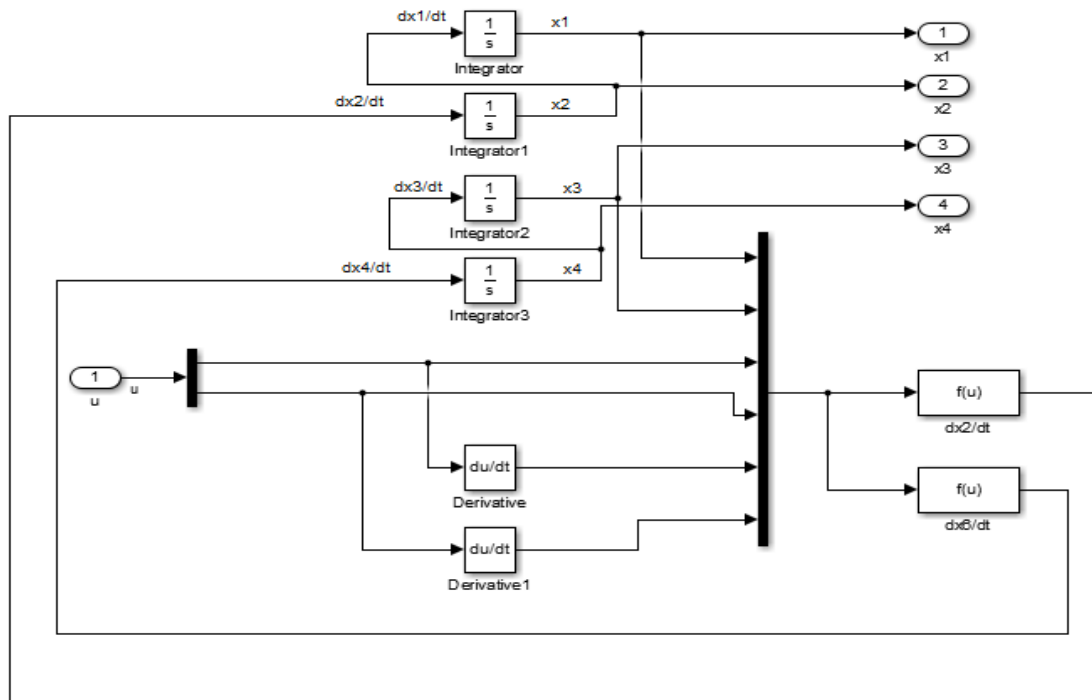 dx1/dt
1
s
x1
Integrator
1
x1
dx2/dt
1
s
x2
Integrator1
2
x2
dx3/dt
1
s
x3
Integrator2
3
x3
4
x4
dx4/dt
1
s
x4
Integrator3
1
u
u
f(u)
dx2/dt
du/dt
Derivative
f(u)
dx6/dt
du/dt
Derivative1